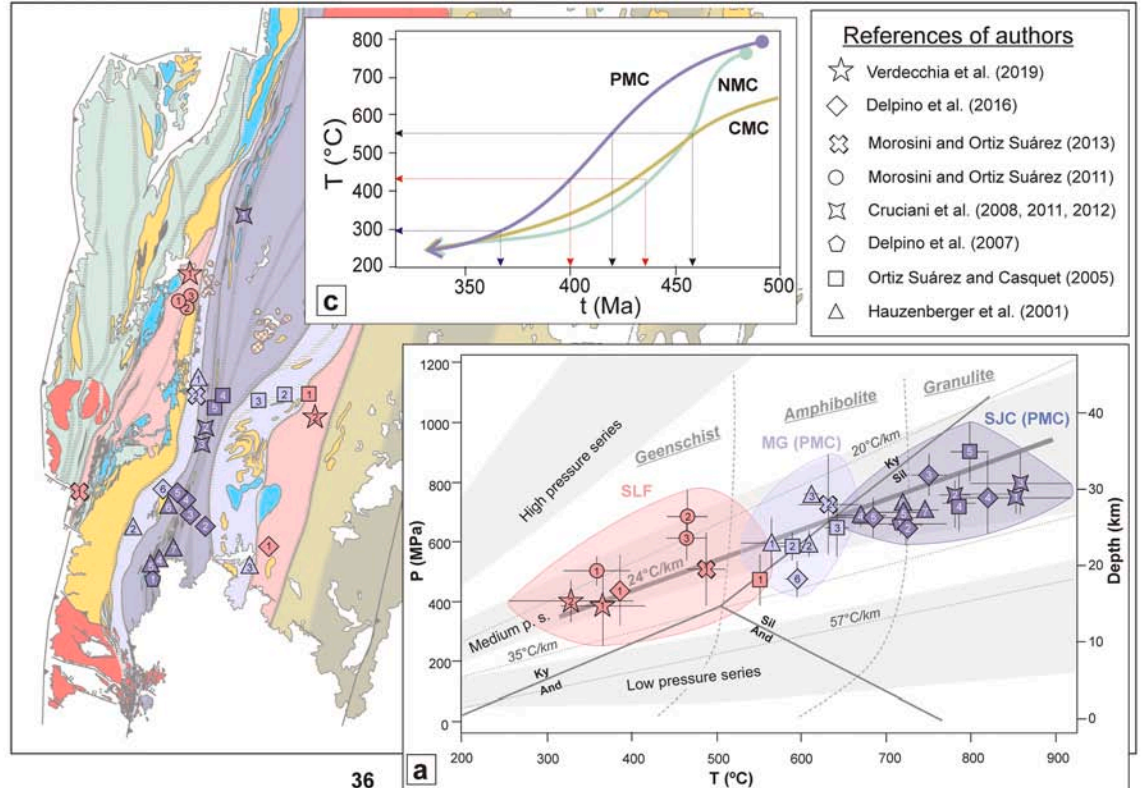 References of authors
Verdecchia et al. (2019)
Delpino et al. (2016)
Morosini and Ortiz Suárez (2013)
Morosini and Ortiz Suárez (2011)
Cruciani et al. (2008, 2011, 2012)
Delpino et al. (2007)
Ortiz Suárez and Casquet (2005)
Hauzenberger et al. (2001)
T (°C)
800
700
600
500
400
300
200
PMC
NMC
CMC
350
400
450
500
t (Ma)
c
P (MPa)
1200
1000
800
600
400
200
0
Geenschist
Amphibolite
Granulite
High pressure series
SLF
MG (PMC)
SJC (PMC)
20°C/km
Ky
Sil
24°C/km
Medium p. s.
35°C/km
57°C/km
Sil
And
Ky
And
Low pressure series
40
30
20
10
0
Depth (km)
200
300
400
500
600
700
800
900
T (ºC)
a
36